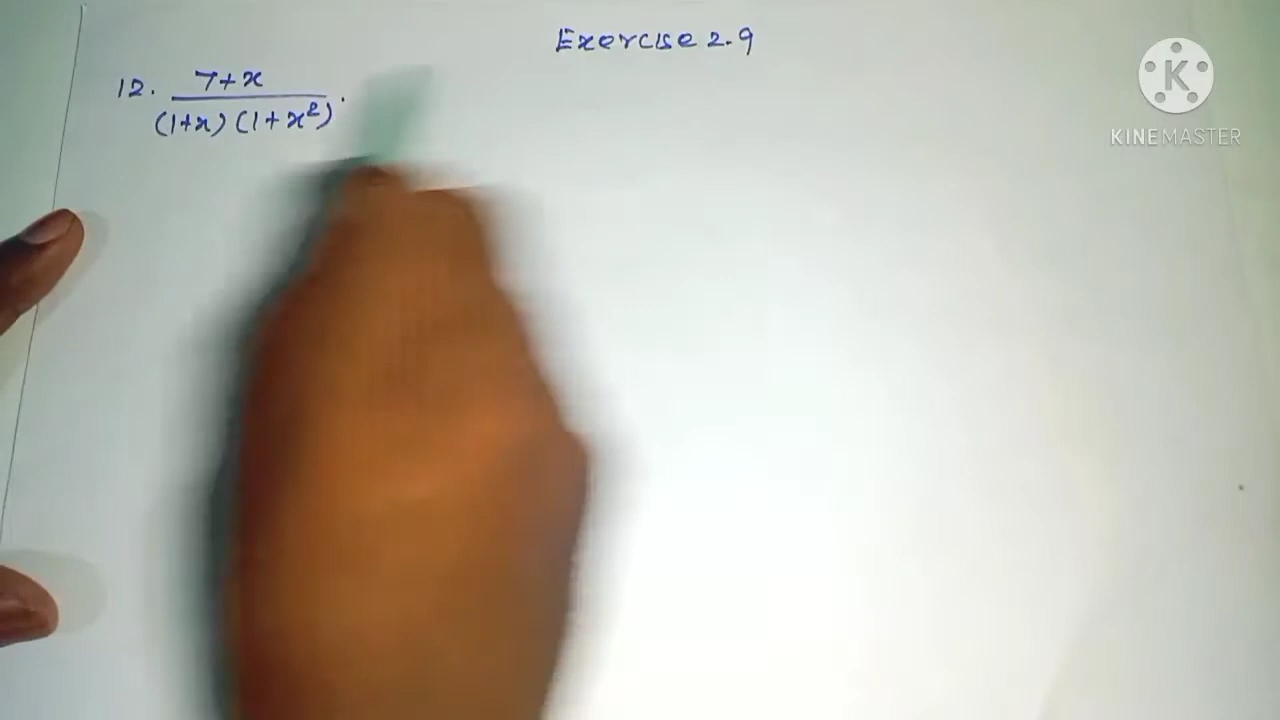 Exercise 2.9
12. 7+x
(1+x) (1+x²).
K
KINEMASTER